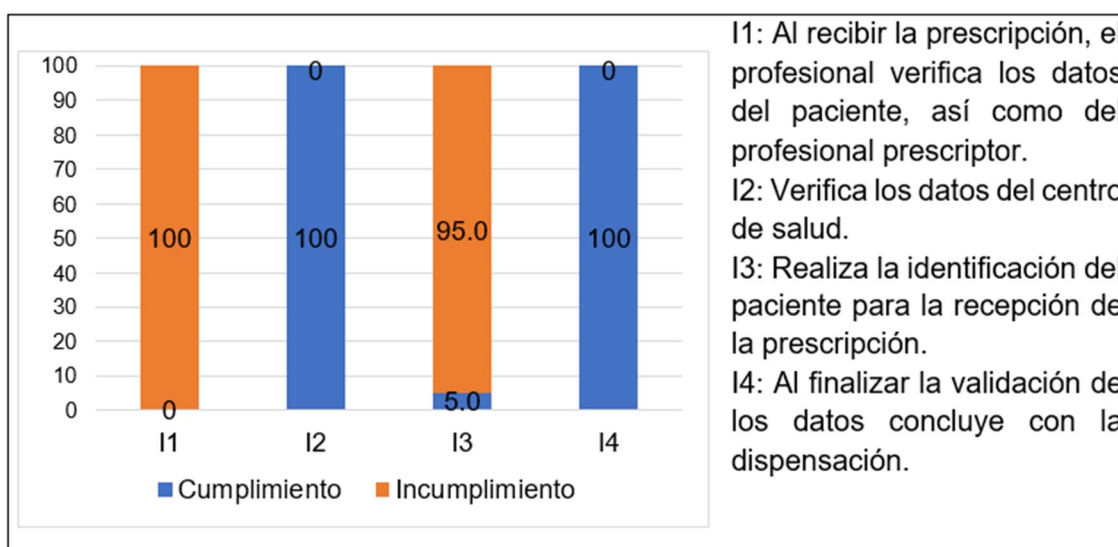 100
90
80
70
60
50
40
30
20
10
0
100
0
0
100
95.0
5.0
0
100
I1 I2 I3 I4
Cumplimiento Incumplimiento
I1: Al recibir la prescripción, el
profesional verifica los datos
del paciente, así como del
profesional prescriptor.
I2: Verifica los datos del centro
de salud.
I3: Realiza la identificación del
paciente para la recepción de
la prescripción.
I4: Al finalizar la validación de
los datos concluye con la
dispensación.